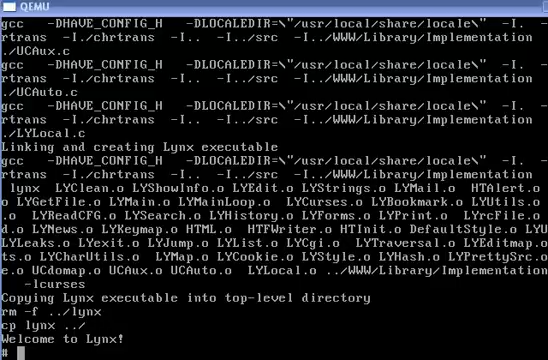 QEMU
gcc -DHAVE_CONFIG_H -DLOCALEDIR=\"/usr/local/share/locale\" -I. -
rtrans -I./chrtrans -I.. -I../src -I../WWW/Library/Implementation
./UCAux.c
gcc -DHAVE_CONFIG_H -DLOCALEDIR=\"/usr/local/share/locale\" -I. -
rtrans -I./chrtrans -I.. -I../src -I../WWW/Library/Implementation
./UCAuto.c
gcc -DHAVE_CONFIG_H -DLOCALEDIR=\"/usr/local/share/locale\" -I. -
rtrans -I./chrtrans -I.. -I../src -I../WWW/Library/Implementation
./LYLocal.c
Linking and creating Lynx executable
gcc -DHAVE_CONFIG_H -DLOCALEDIR=\"/usr/local/share/locale\" -I. -
rtrans -I./chrtrans -I.. -I../src -I../WWW/Library/Implementation
lynx LYClean.o LYShowInfo.o LYEdit.o LYStrings.o LYMail.o HTAlert.o
o LYGetFile.o LYMain.o LYMainLoop.o LYCurses.o LYBookmark.o LYUtils.o
.o LYReadCFG.o LYSearch.o LYHistory.o LYForms.o LYPrint.o LYrcFile.o
d.o LYNews.o LYKeymap.o HTML.o HTFWriter.o HTInit.o DefaultStyle.o LYU
LYLeaks.o LYexit.o LYJump.o LYList.o LYCgi.o LYTraversal.o LYEditmap.
ts.o LYCharUtils.o LYMap.o LYCookie.o LYStyle.o LYHash.o LYPrettySrc.
e.o UCdomap.o UCAux.o UCAuto.o LYLocal.o ../WWW/Library/Implementation
-lcurses
Copying Lynx executable into top-level directory
rm -f ../lynx
cp lynx ../
Welcome to Lynx!
#